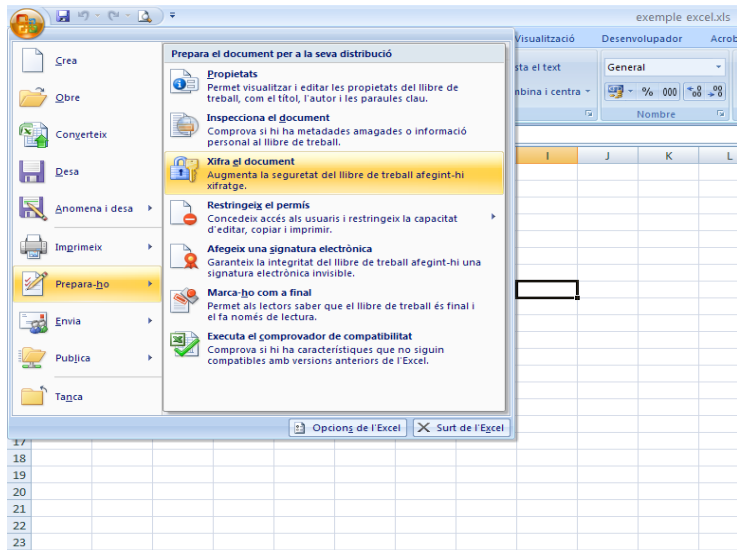 exemple excel.xls
Visualització Desenvolupador Acrob
sta el text General
nbina i centra % 000
Nombre
I J K L
Crea
Obre
Converteix
Desa
Anomena i desa
Imprimeix
Prepara-ho
Envia
Publica
Tanca
Prepara el document per a la seva distribució
Propietats
Permet visualitzar i editar les propietats del llibre de
treball, com el títol, l'autor i les paraules clau.
Inspecciona el document
Comprova si hi ha metadades amagades o informació
personal al llibre de treball.
Xifra el document
Augmenta la seguretat del llibre de treball afegint-hi
xifratge.
Restringeix el permís
Concedeix accés als usuaris i restringeix la capacitat
d'editar, copiar i imprimir.
Afegeix una signatura electrònica
Garanteix la integritat del llibre de treball afegint-hi una
signatura electrònica invisible.
Marca-ho com a final
Permet als lectors saber que el llibre de treball és final i
el fa només de lectura.
Executa el comprovador de compatibilitat
Comprova si hi ha característiques que no siguin
compatibles amb versions anteriors de l'Excel.
Opcions de l'Excel Surt de l'Excel
17
18
19
20
21
22
23